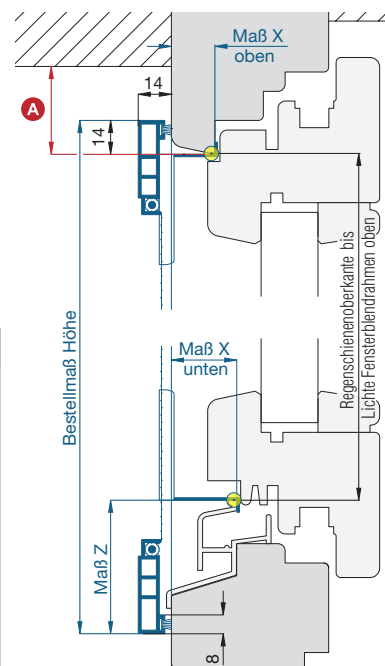 Maß X
oben
14
A
14
Bestellmaß Höhe
Regenschienenoberkante bis
Lichte Fensterblendrahmen oben
Maß X
unten
Maß Z
8